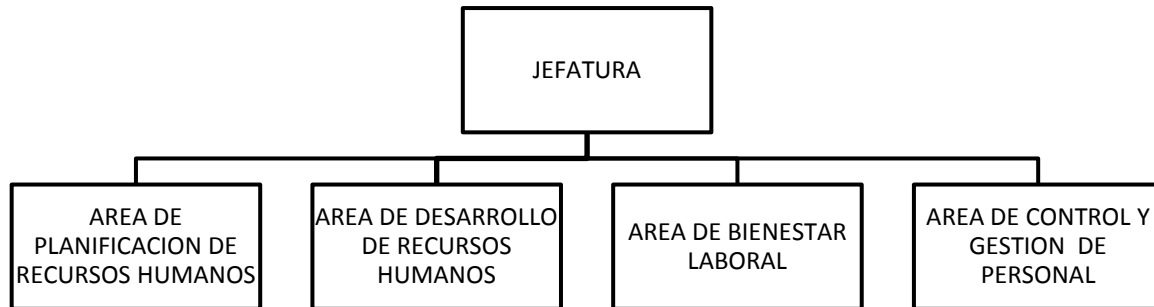 JEFATURA
AREA DE
PLANIFICACION DE
RECURSOS HUMANOS
AREA DE DESARROLLO
DE RECURSOS
HUMANOS
AREA DE BIENESTAR
LABORAL
AREA DE CONTROL Y
GESTION  DE
PERSONAL